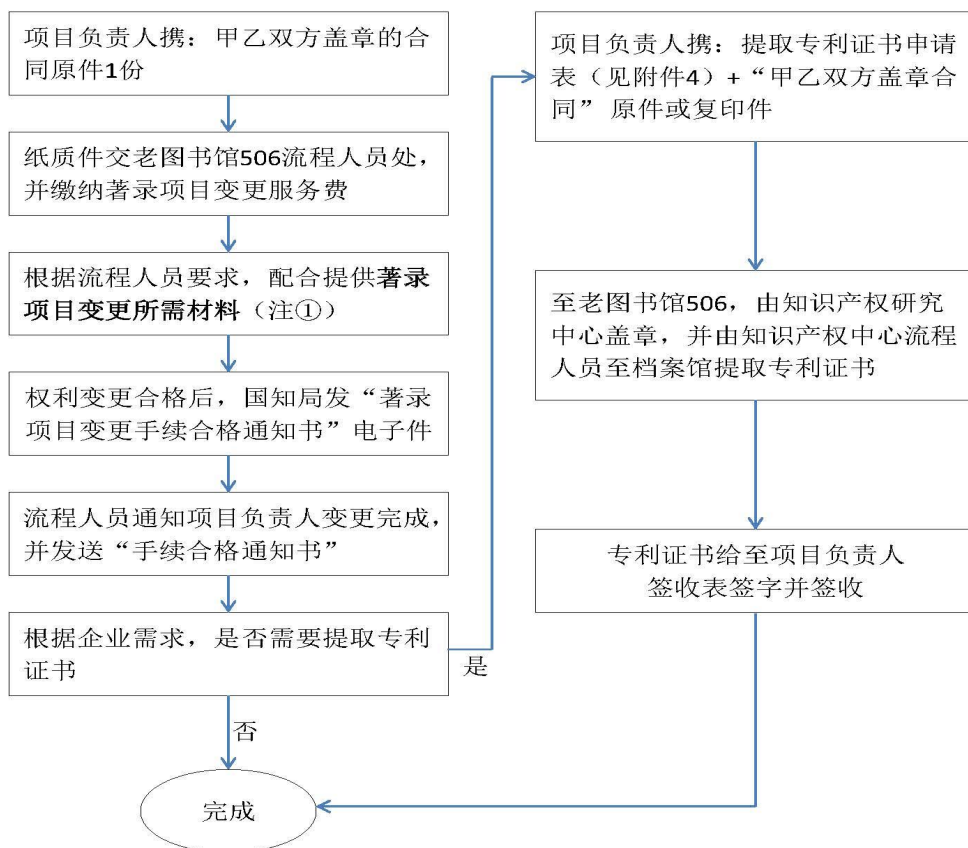 项目负责人携：甲乙双方盖章的合
同原件1份
纸质件交老图书馆506流程人员处，
并缴纳著录项目变更服务费
根据流程人员要求，配合提供著录
项目变更所需材料（注①）
权利变更合格后，国知局发“著录
项目变更手续合格通知书”电子件
流程人员通知项目负责人变更完成，
并发送“手续合格通知书”
根据企业需求，是否需要提取专利
证书
是
否
完成
项目负责人携：提取专利证书申请
表（见附件4）+“甲乙双方盖章合
同” 原件或复印件
至老图书馆506，由知识产权研究
中心盖章，并由知识产权中心流程
人员至档案馆提取专利证书
专利证书给至项目负责人
签收表签字并签收